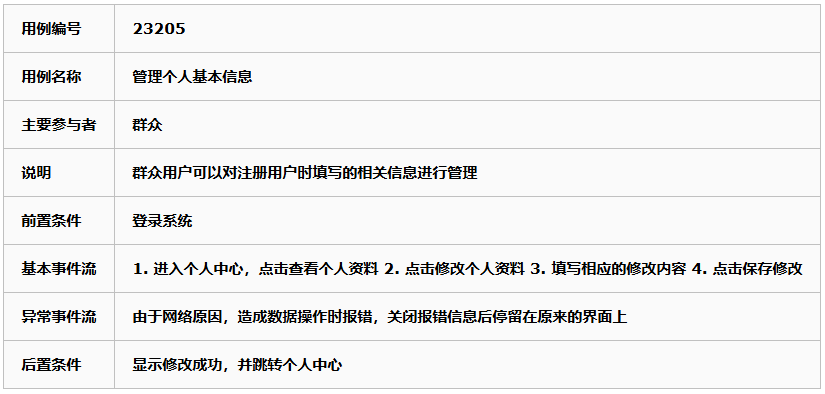 用例编号 23205
用例名称 管理个人基本信息
主要参与者 群众
说明 群众用户可以对注册用户时填写的相关信息进行管理
前置条件 登录系统
基本事件流 1. 进入个人中心，点击查看个人资料 2. 点击修改个人资料 3. 填写相应的修改内容 4. 点击保存修改
异常事件流 由于网络原因，造成数据操作时报错，关闭报错信息后停留在原来的界面上
后置条件 显示修改成功，并跳转个人中心